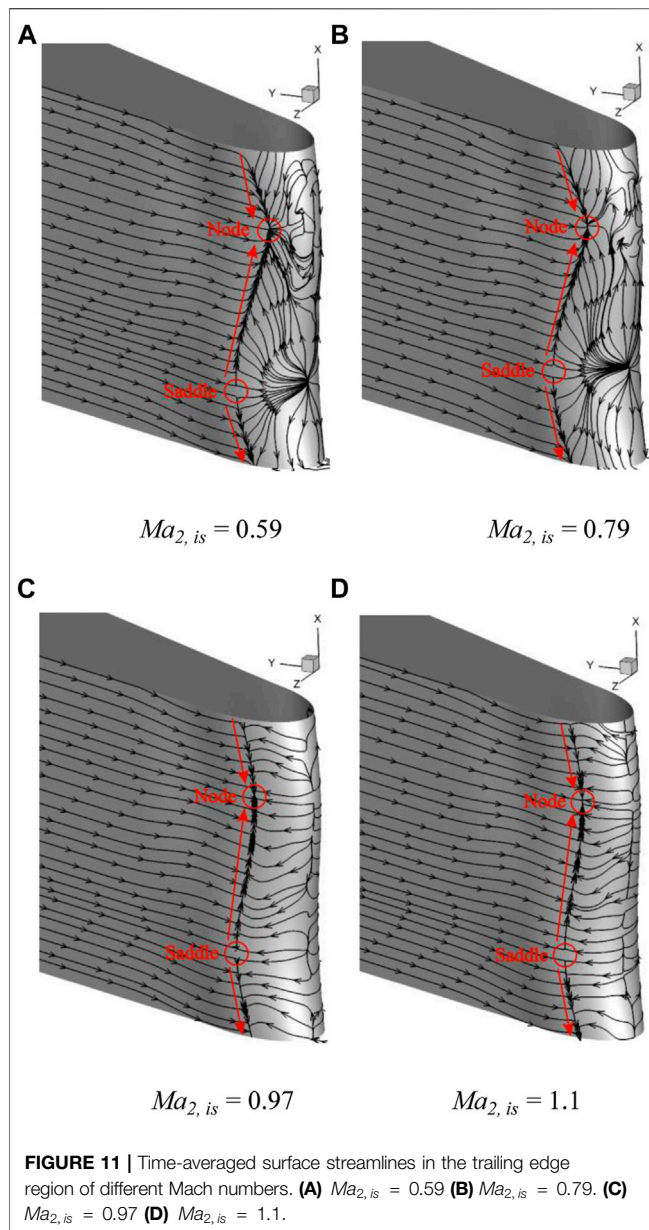 A
B
X
Y
Z
X
Y
Z
Node
Node
Saddle
Saddle
Ma2, is = 0.59
Ma2, is = 0.79
C
D
X
Y
Z
X
Y
Z
Node
Node
Saddle
Saddle
Ma2, is = 0.97
Ma2, is = 1.1
FIGURE 11 | Time-averaged surface streamlines in the trailing edge
region of different Mach numbers. (A) Ma2, is = 0.59 (B) Ma2, is = 0.79. (C)
Ma2, is = 0.97 (D) Ma2, is = 1.1.